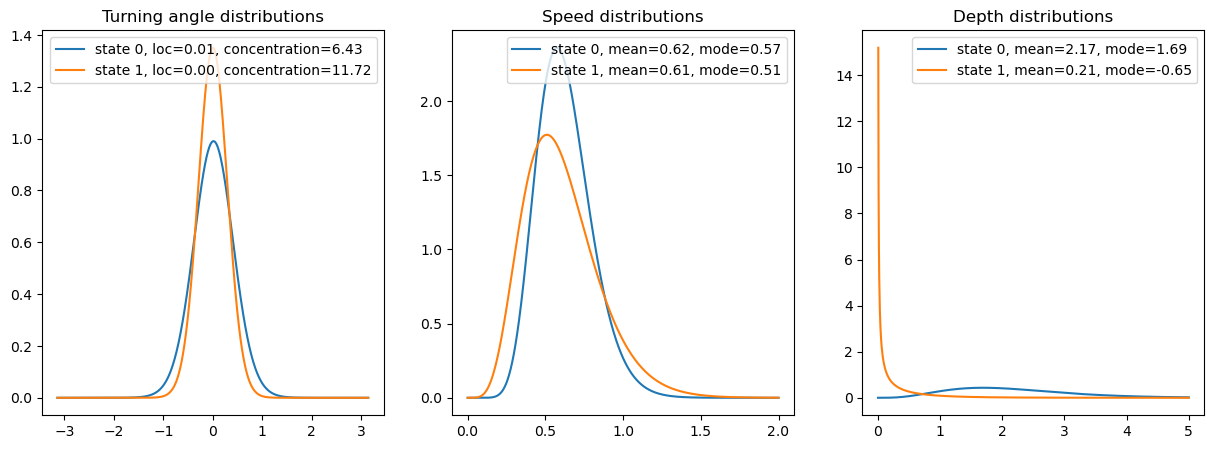 Turning angle distributions
state 0, loc=0.01, concentration=6.43
state 1, loc=0.00, concentration=11.72
1.4
1.2
1.0
0.8
0.6
0.4
0.2
0.0
−3 −2 −1 0 1 2 3
Speed distributions
state 0, mean=0.62, mode=0.57
state 1, mean=0.61, mode=0.51
2.0
1.5
1.0
0.5
0.0
0.0 0.5 1.0 1.5 2.0
Depth distributions
state 0, mean=2.17, mode=1.69
state 1, mean=0.21, mode=-0.65
14
12
10
8
6
4
2
0
0 1 2 3 4 5